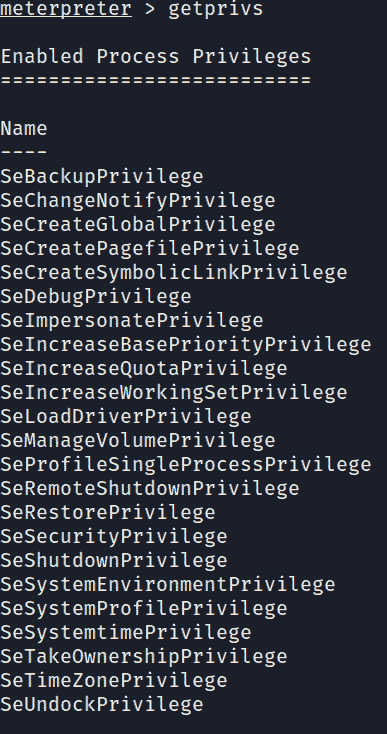 meterpreter > getprivs
Enabled Process Privileges
==========================
Name
----
SeBackupPrivilege
SeChangeNotifyPrivilege
SeCreateGlobalPrivilege
SeCreatePagefilePrivilege
SeCreateSymbolicLinkPrivilege
SeDebugPrivilege
SeImpersonatePrivilege
SeIncreaseBasePriorityPrivilege
SeIncreaseQuotaPrivilege
SeIncreaseWorkingSetPrivilege
SeLoadDriverPrivilege
SeManageVolumePrivilege
SeProfileSingleProcessPrivilege
SeRemoteShutdownPrivilege
SeRestorePrivilege
SeSecurityPrivilege
SeShutdownPrivilege
SeSystemEnvironmentPrivilege
SeSystemProfilePrivilege
SeSystemtimePrivilege
SeTakeOwnershipPrivilege
SeTimeZonePrivilege
SeUndockPrivilege